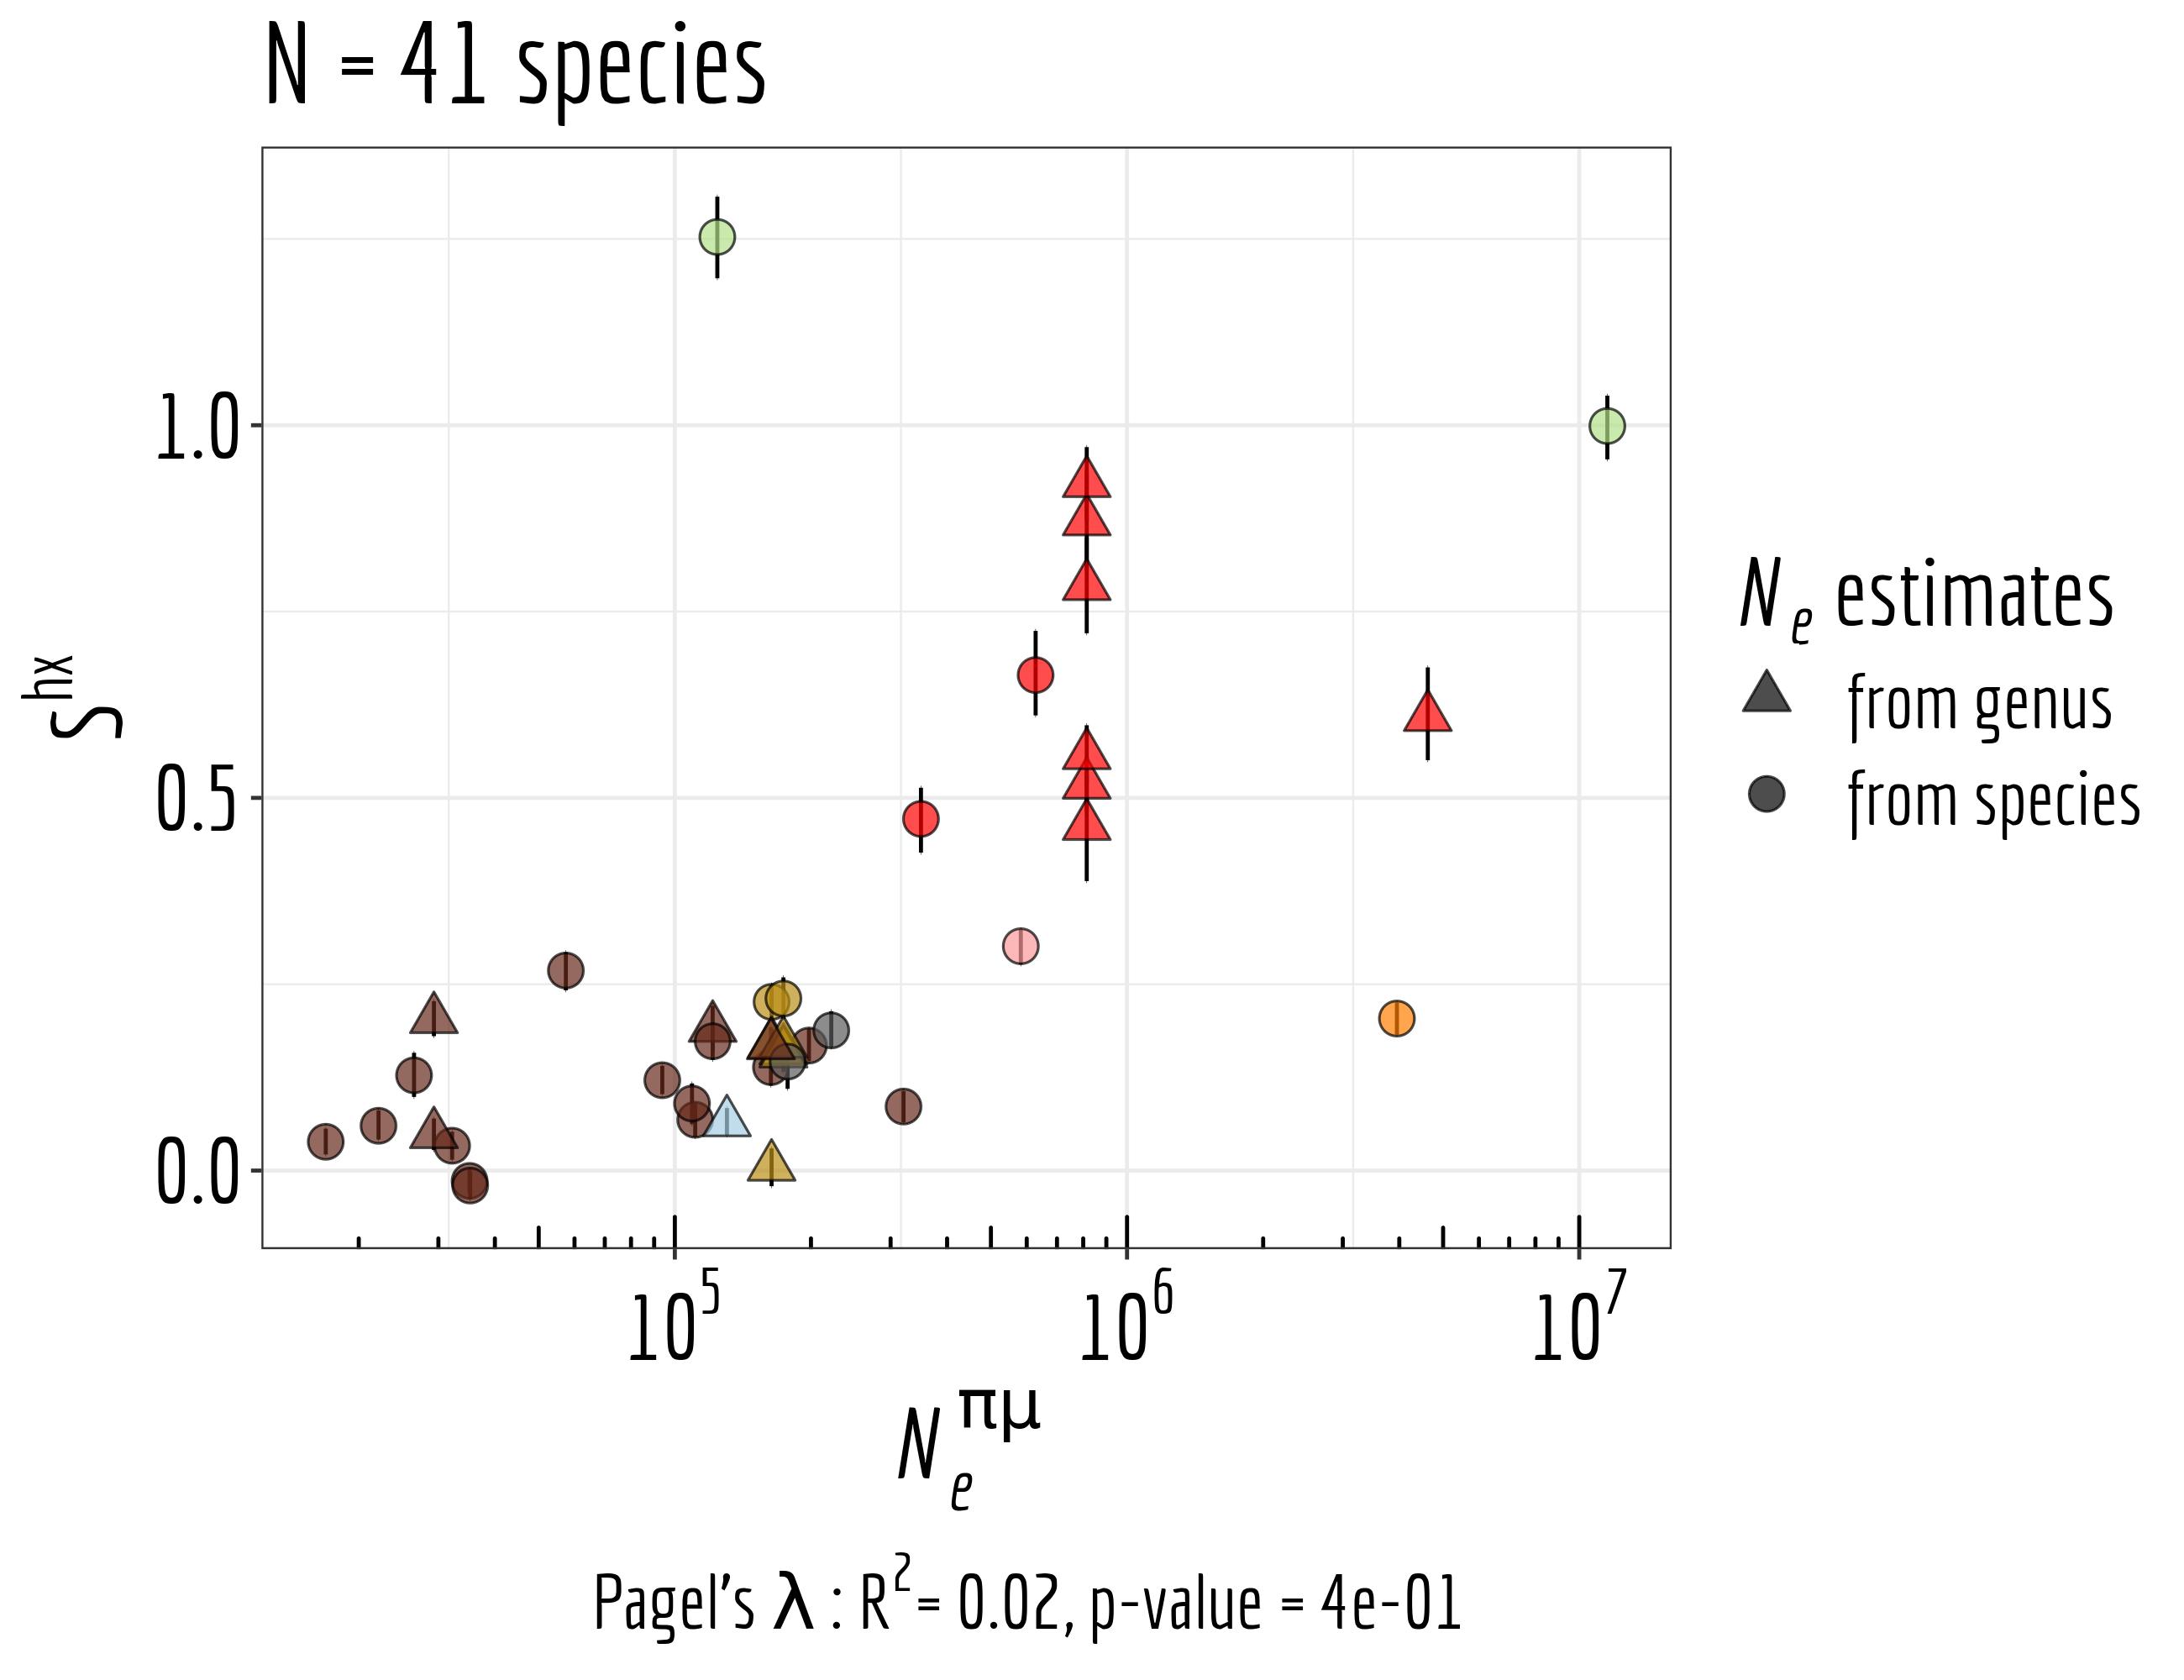 N = 41 species
1.0
0.5
0.0
S^hx
10^5 10^6 10^7
N_e^πμ
N_e estimates
from genus
from species
Pagel's λ : R^2= 0.02, p-value = 4e-01